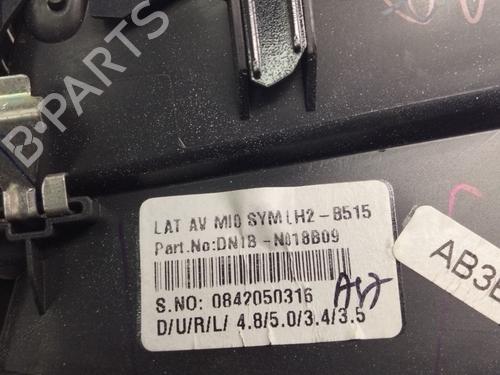 B-PARTS
LAT AV MIO SYM LH2-B515
Part.No:DN1B-N018B09
S.NO: 0842050316
D/U/R/L/ 4.8/5.0/3.4/3.5
AB3